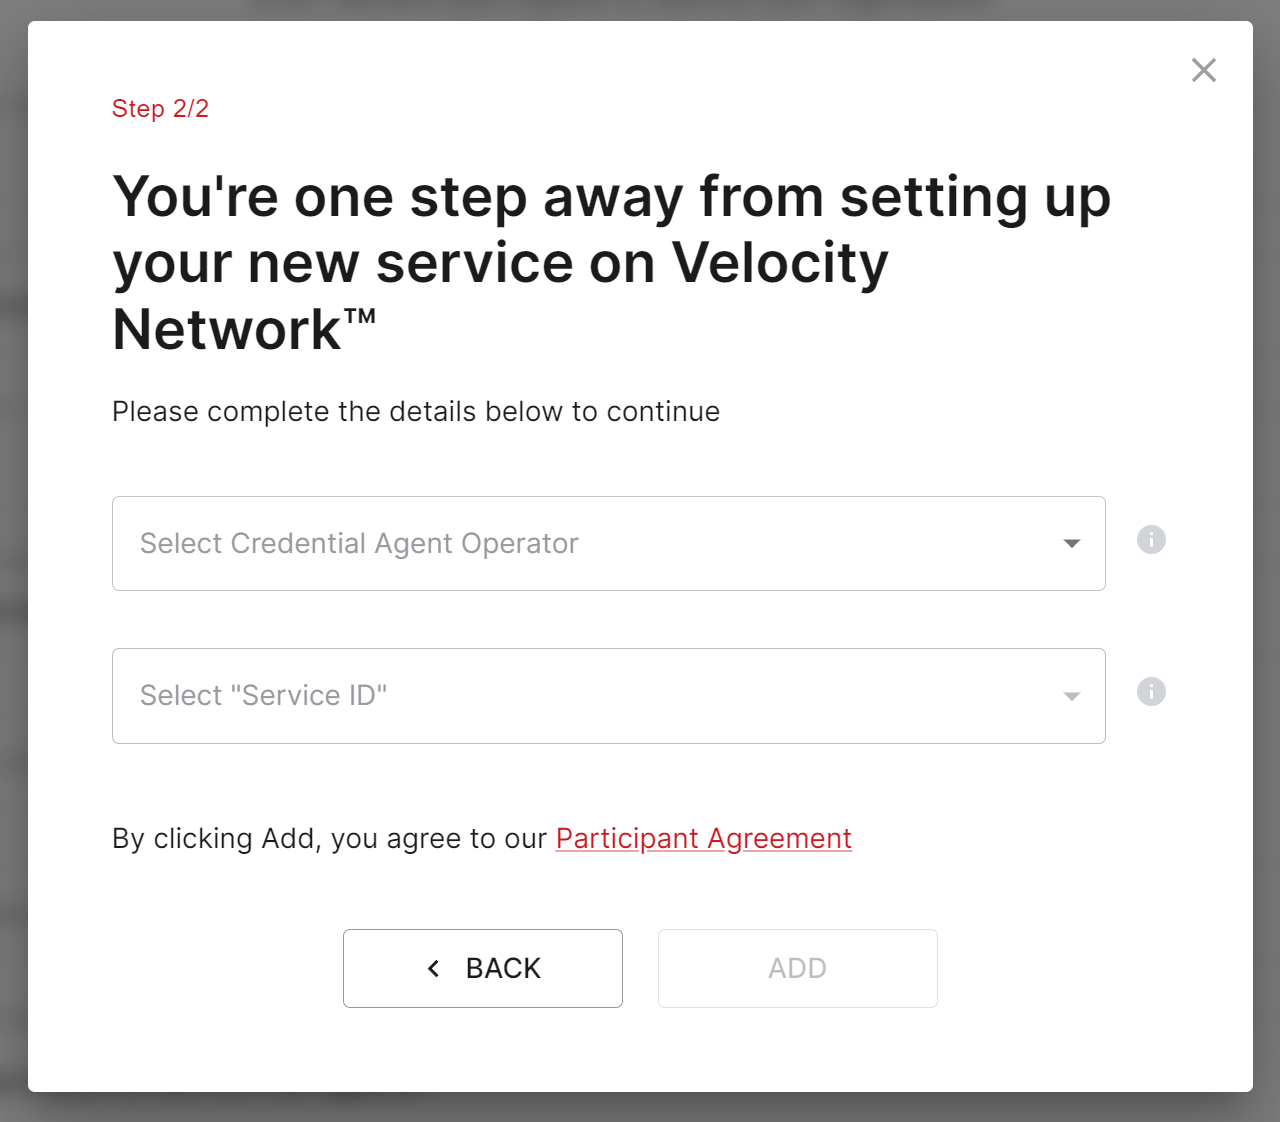 Step 2/2
You're one step away from setting up
your new service on Velocity
Network™
Please complete the details below to continue
Select Credential Agent Operator
Select "Service ID"
By clicking Add, you agree to our Participant Agreement
BACK
ADD